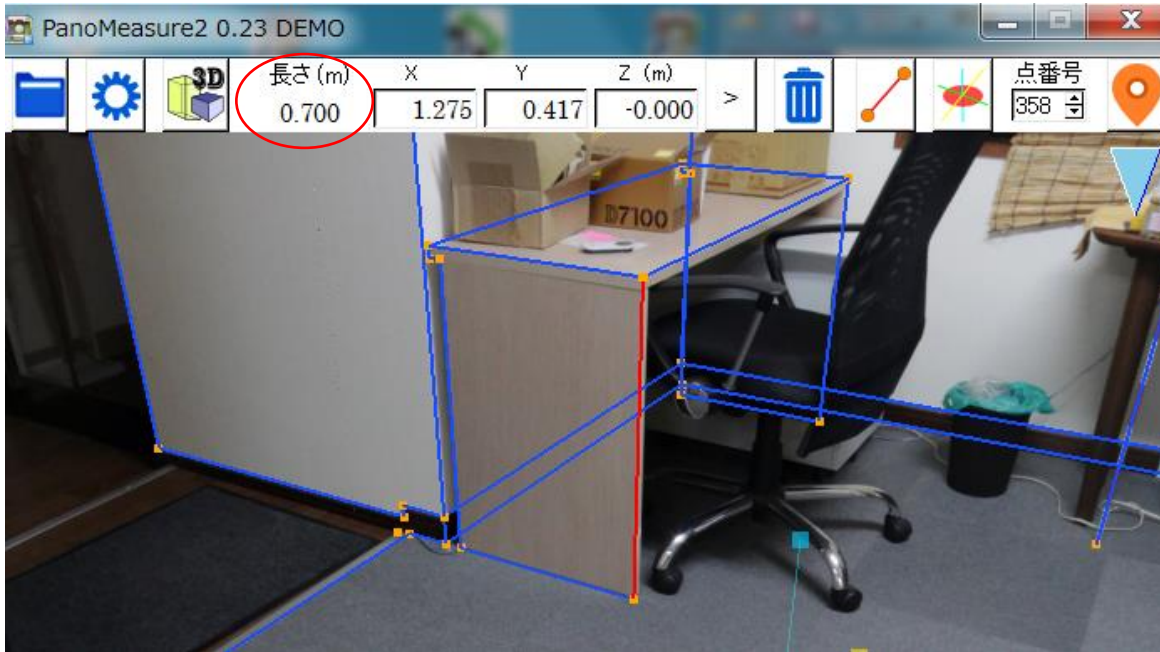 PanoMeasure2 0.23 DEMO
長さ(m) X Y Z (m) 点番号
3D 0.700 1.275 0.417 -0.000 > 358
D7100